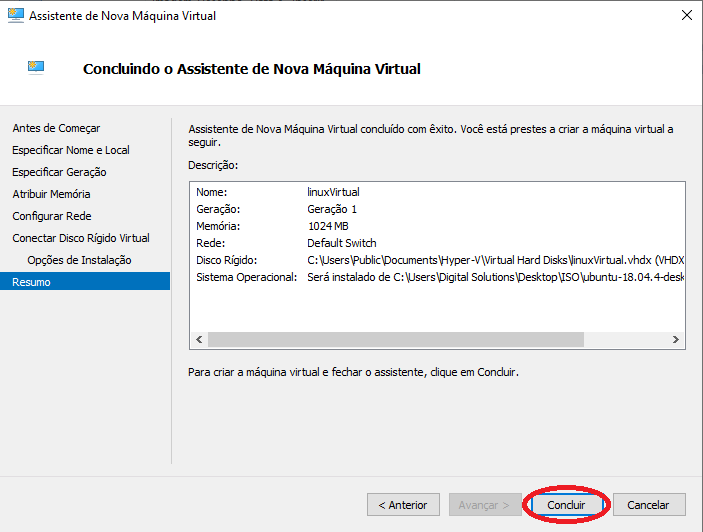 Assistente de Nova Máquina Virtual
Concluindo o Assistente de Nova Máquina Virtual
Antes de Começar
Especificar Nome e Local
Especificar Geração
Atribuir Memória
Configurar Rede
Conectar Disco Rígido Virtual
Opções de Instalação
Resumo
Assistente de Nova Máquina Virtual concluído com êxito. Você está prestes a criar a máquina virtual a
seguir.
Descrição:
Nome: linuxVirtual
Geração: Geração 1
Memória: 1024 MB
Rede: Default Switch
Disco Rígido: C:\Users\Public\Documents\Hyper-V\Virtual Hard Disks\linuxVirtual.vhdx (VHDX
Sistema Operacional: Será instalado de C:\Users\Digital Solutions\Desktop\ISO\ubuntu-18.04.4-desk
Para criar a máquina virtual e fechar o assistente, clique em Concluir.
< Anterior
Avançar >
Concluir
Cancelar